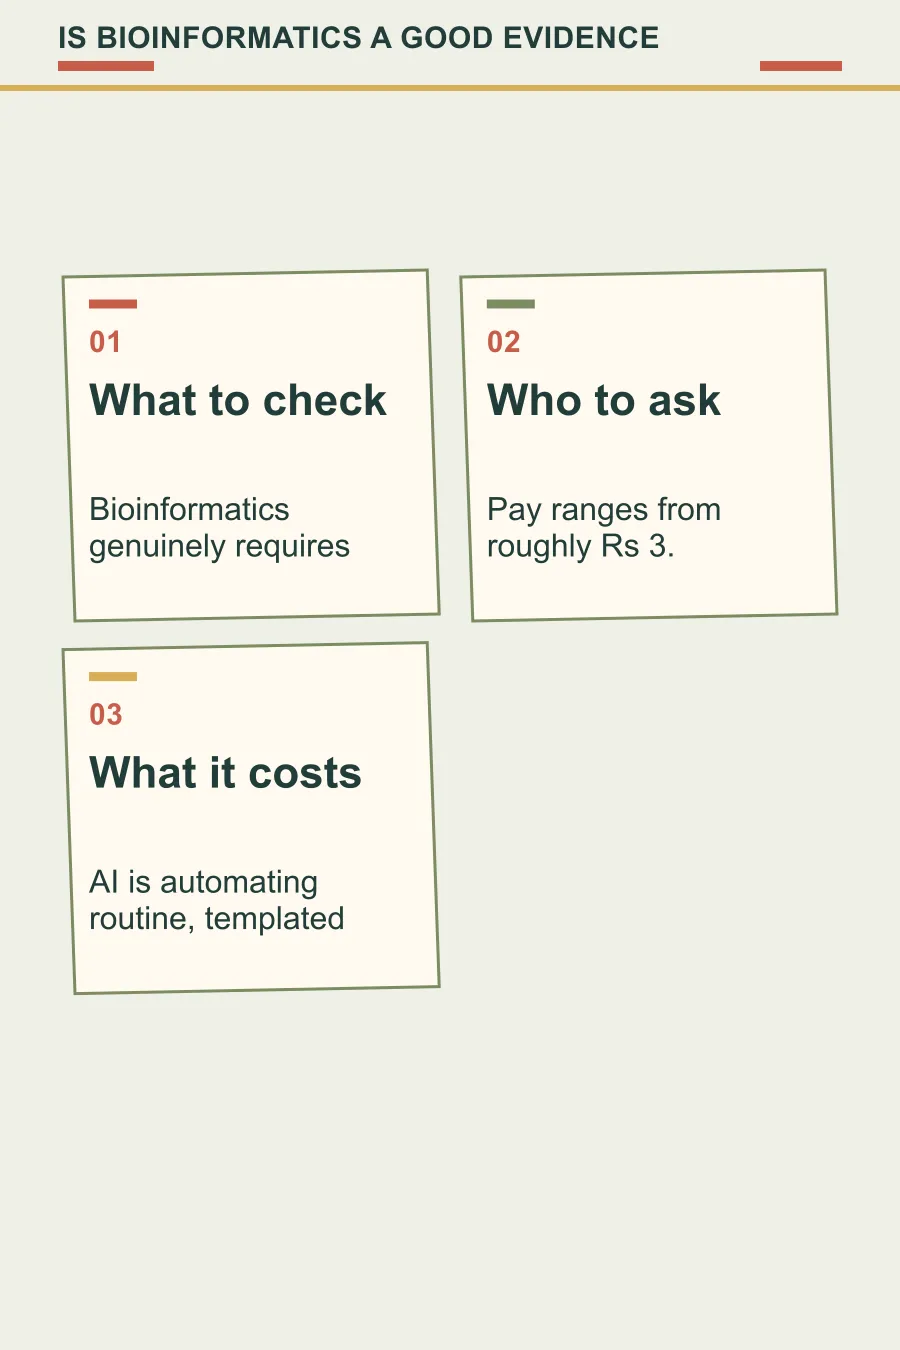 IS BIOINFORMATICS A GOOD EVIDENCE
01
What to check
Bioinformatics
genuinely requires
02
Who to ask
Pay ranges from
roughly Rs 3.
03
What it costs
AI is automating
routine, templated